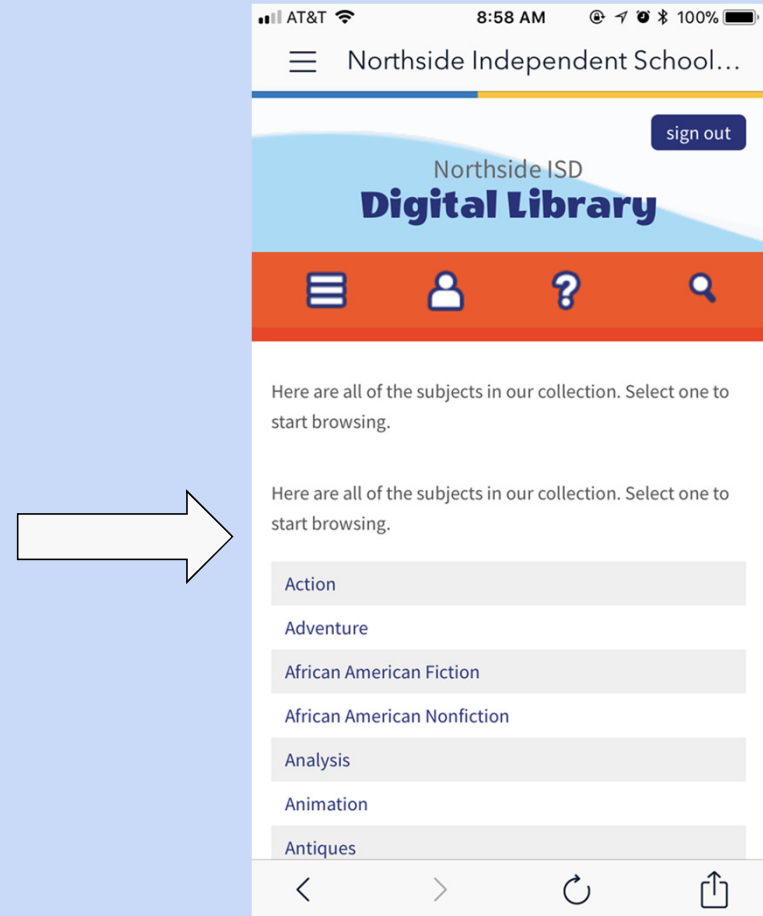 AT&T 8:58 AM 100%
Northside Independent School...
sign out
Northside ISD
Digital Library
Here are all of the subjects in our collection. Select one to
start browsing.
Here are all of the subjects in our collection. Select one to
start browsing.
Action
Adventure
African American Fiction
African American Nonfiction
Analysis
Animation
Antiques